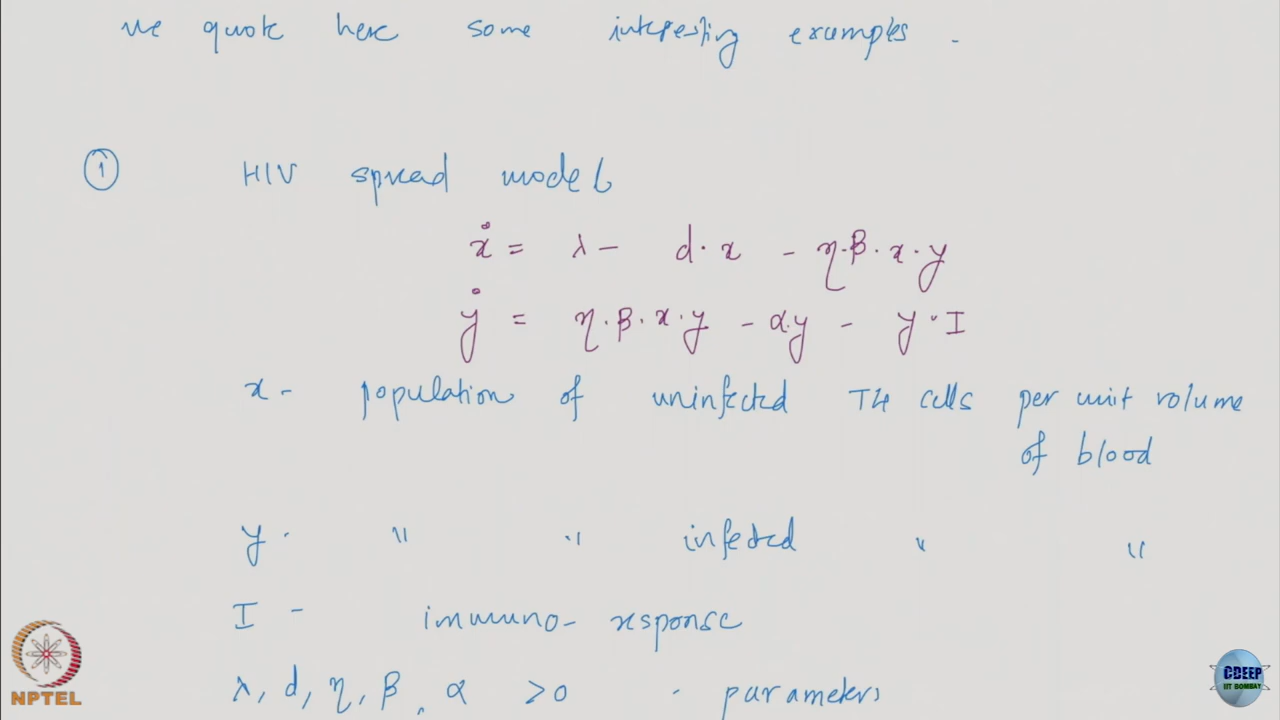 we quote here some interesting examples.
① HIV spread model
ẋ = λ - d·x - η·β·x·y
ẏ = η·β·x·y - α·y - y·I
x - population of uninfected T4 cells per unit volume
of blood
y. " " infected " "
I - immuno-response
λ, d, η, β, α >0 - parameters
NPTEL
CDEEP
IIT BOMBAY